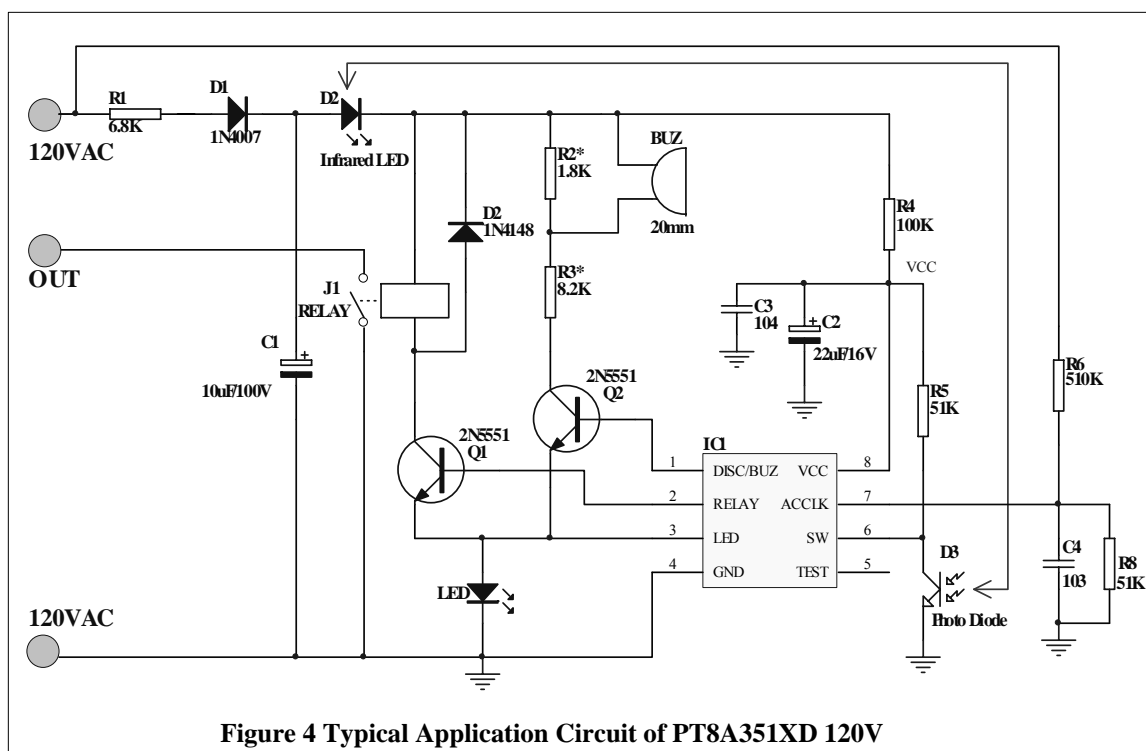 D1
R1
D2
6.8K
1N4007
120VAC
Infrared LED
BUZ
R2*
1.8K
20mm
R4
100K
D2
1N4148
OUT
VCC
J1
RELAY
R3*
8.2K
C3
104
+
C2
22uF/16V
C1
+
10uF/100V
R6
510K
2N5551
Q2
R5
51K
2N5551
Q1
IC1
1
DISC/BUZ
VCC
8
2
RELAY
ACCLK
7
3
LED
SW
6
4
GND
TEST
5
D3
Photo Diode
C4
103
R8
51K
LED
120VAC
Figure 4 Typical Application Circuit of PT8A351XD 120V